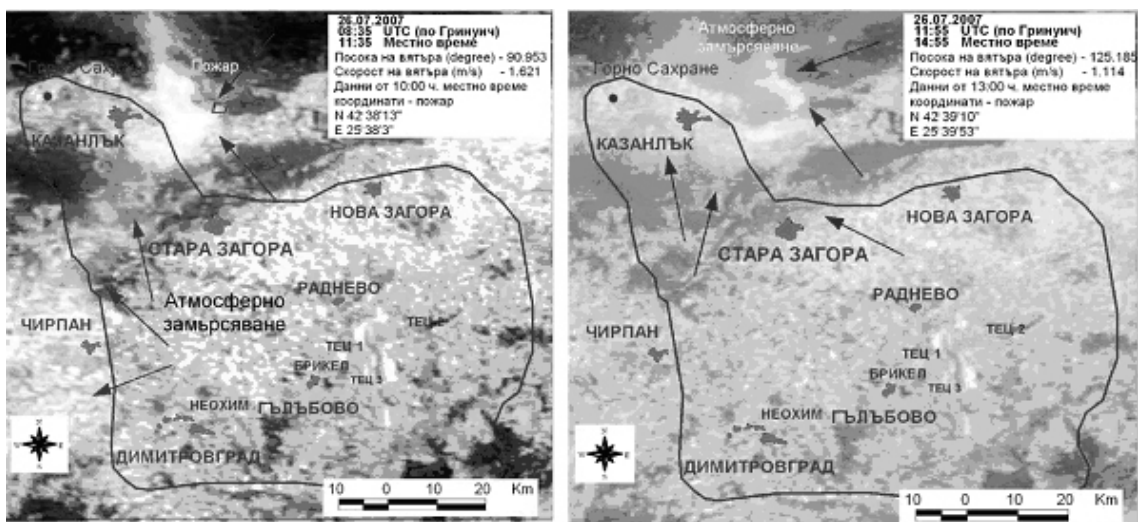 26.07.2007
08:35 UTC (по Гринуич)
11:35 Местно време
Посока на вятъра (degree) - 90.953
Скорост на вятъра (m/s) - 1.621
Данни от 10:00 ч. местно време
координати - пожар
N 42°38'13"
E 25°38'3"
Пожар
Горно Сахране
КАЗАНЛЪК
НОВА ЗАГОРА
СТАРА ЗАГОРА
Атмосферно
замърсяване
РАДНЕВО
ЧИРПАН
ТЕЦ 2
ТЕЦ 1
БРИКЕЛ
ТЕЦ 3
НЕОХИМ
ГЪЛЪБОВО
ДИМИТРОВГРАД
10 0 10 20 Km
26.07.2007
11:55 UTC (по Гринуич)
14:55 Местно време
Посока на вятъра (degree) - 125.185
Скорост на вятъра (m/s) - 1.114
Данни от 13:00 ч. местно време
координати - пожар
N 42°39'10"
E 25°39'53"
Атмосферно
замърсяване
Горно Сахране
КАЗАНЛЪК
НОВА ЗАГОРА
СТАРА ЗАГОРА
РАДНЕВО
ЧИРПАН
ТЕЦ 2
ТЕЦ 1
БРИКЕЛ
ТЕЦ 3
НЕОХИМ
ГЪЛЪБОВО
ДИМИТРОВГРАД
10 0 10 20 Km